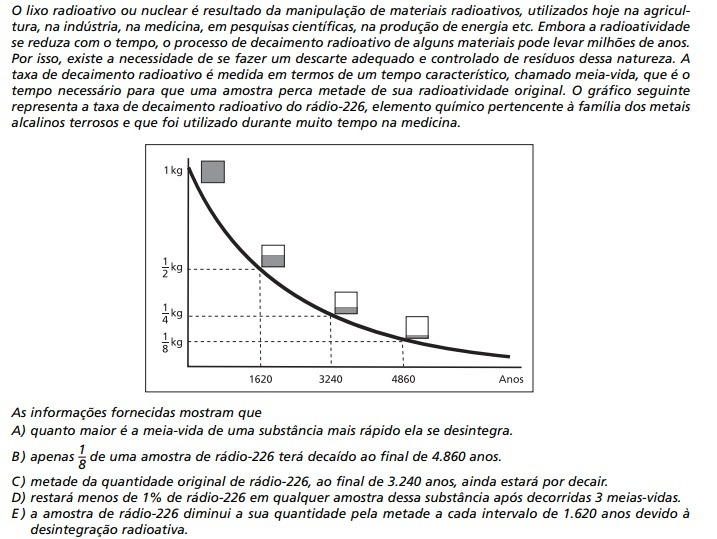 O lixo radioativo ou nuclear é resultado da manipulação de materiais radioativos, utilizados hoje na agricul-
tura, na indústria, na medicina, em pesquisas científicas, na produção de energia etc. Embora a radioatividade
se reduza com o tempo, o processo de decaimento radioativo de alguns materiais pode levar milhões de anos.
Por isso, existe a necessidade de se fazer um descarte adequado e controlado de resíduos dessa natureza. A
taxa de decaimento radioativo é medida em termos de um tempo característico, chamado meia-vida, que é o
tempo necessário para que uma amostra perca metade de sua radioatividade original. O gráfico seguinte
representa a taxa de decaimento radioativo do rádio-226, elemento químico pertencente à família dos metais
alcalinos terrosos e que foi utilizado durante muito tempo na medicina.
1 kg
1/2 kg
1/4 kg
1/8 kg
1620 3240 4860 Anos
As informações fornecidas mostram que
A) quanto maior é a meia-vida de uma substância mais rápido ela se desintegra.
B) apenas 1/8 de uma amostra de rádio-226 terá decaído ao final de 4.860 anos.
C) metade da quantidade original de rádio-226, ao final de 3.240 anos, ainda estará por decair.
D) restará menos de 1% de rádio-226 em qualquer amostra dessa substância após decorridas 3 meias-vidas.
E) a amostra de rádio-226 diminui a sua quantidade pela metade a cada intervalo de 1.620 anos devido à
desintegração radioativa.